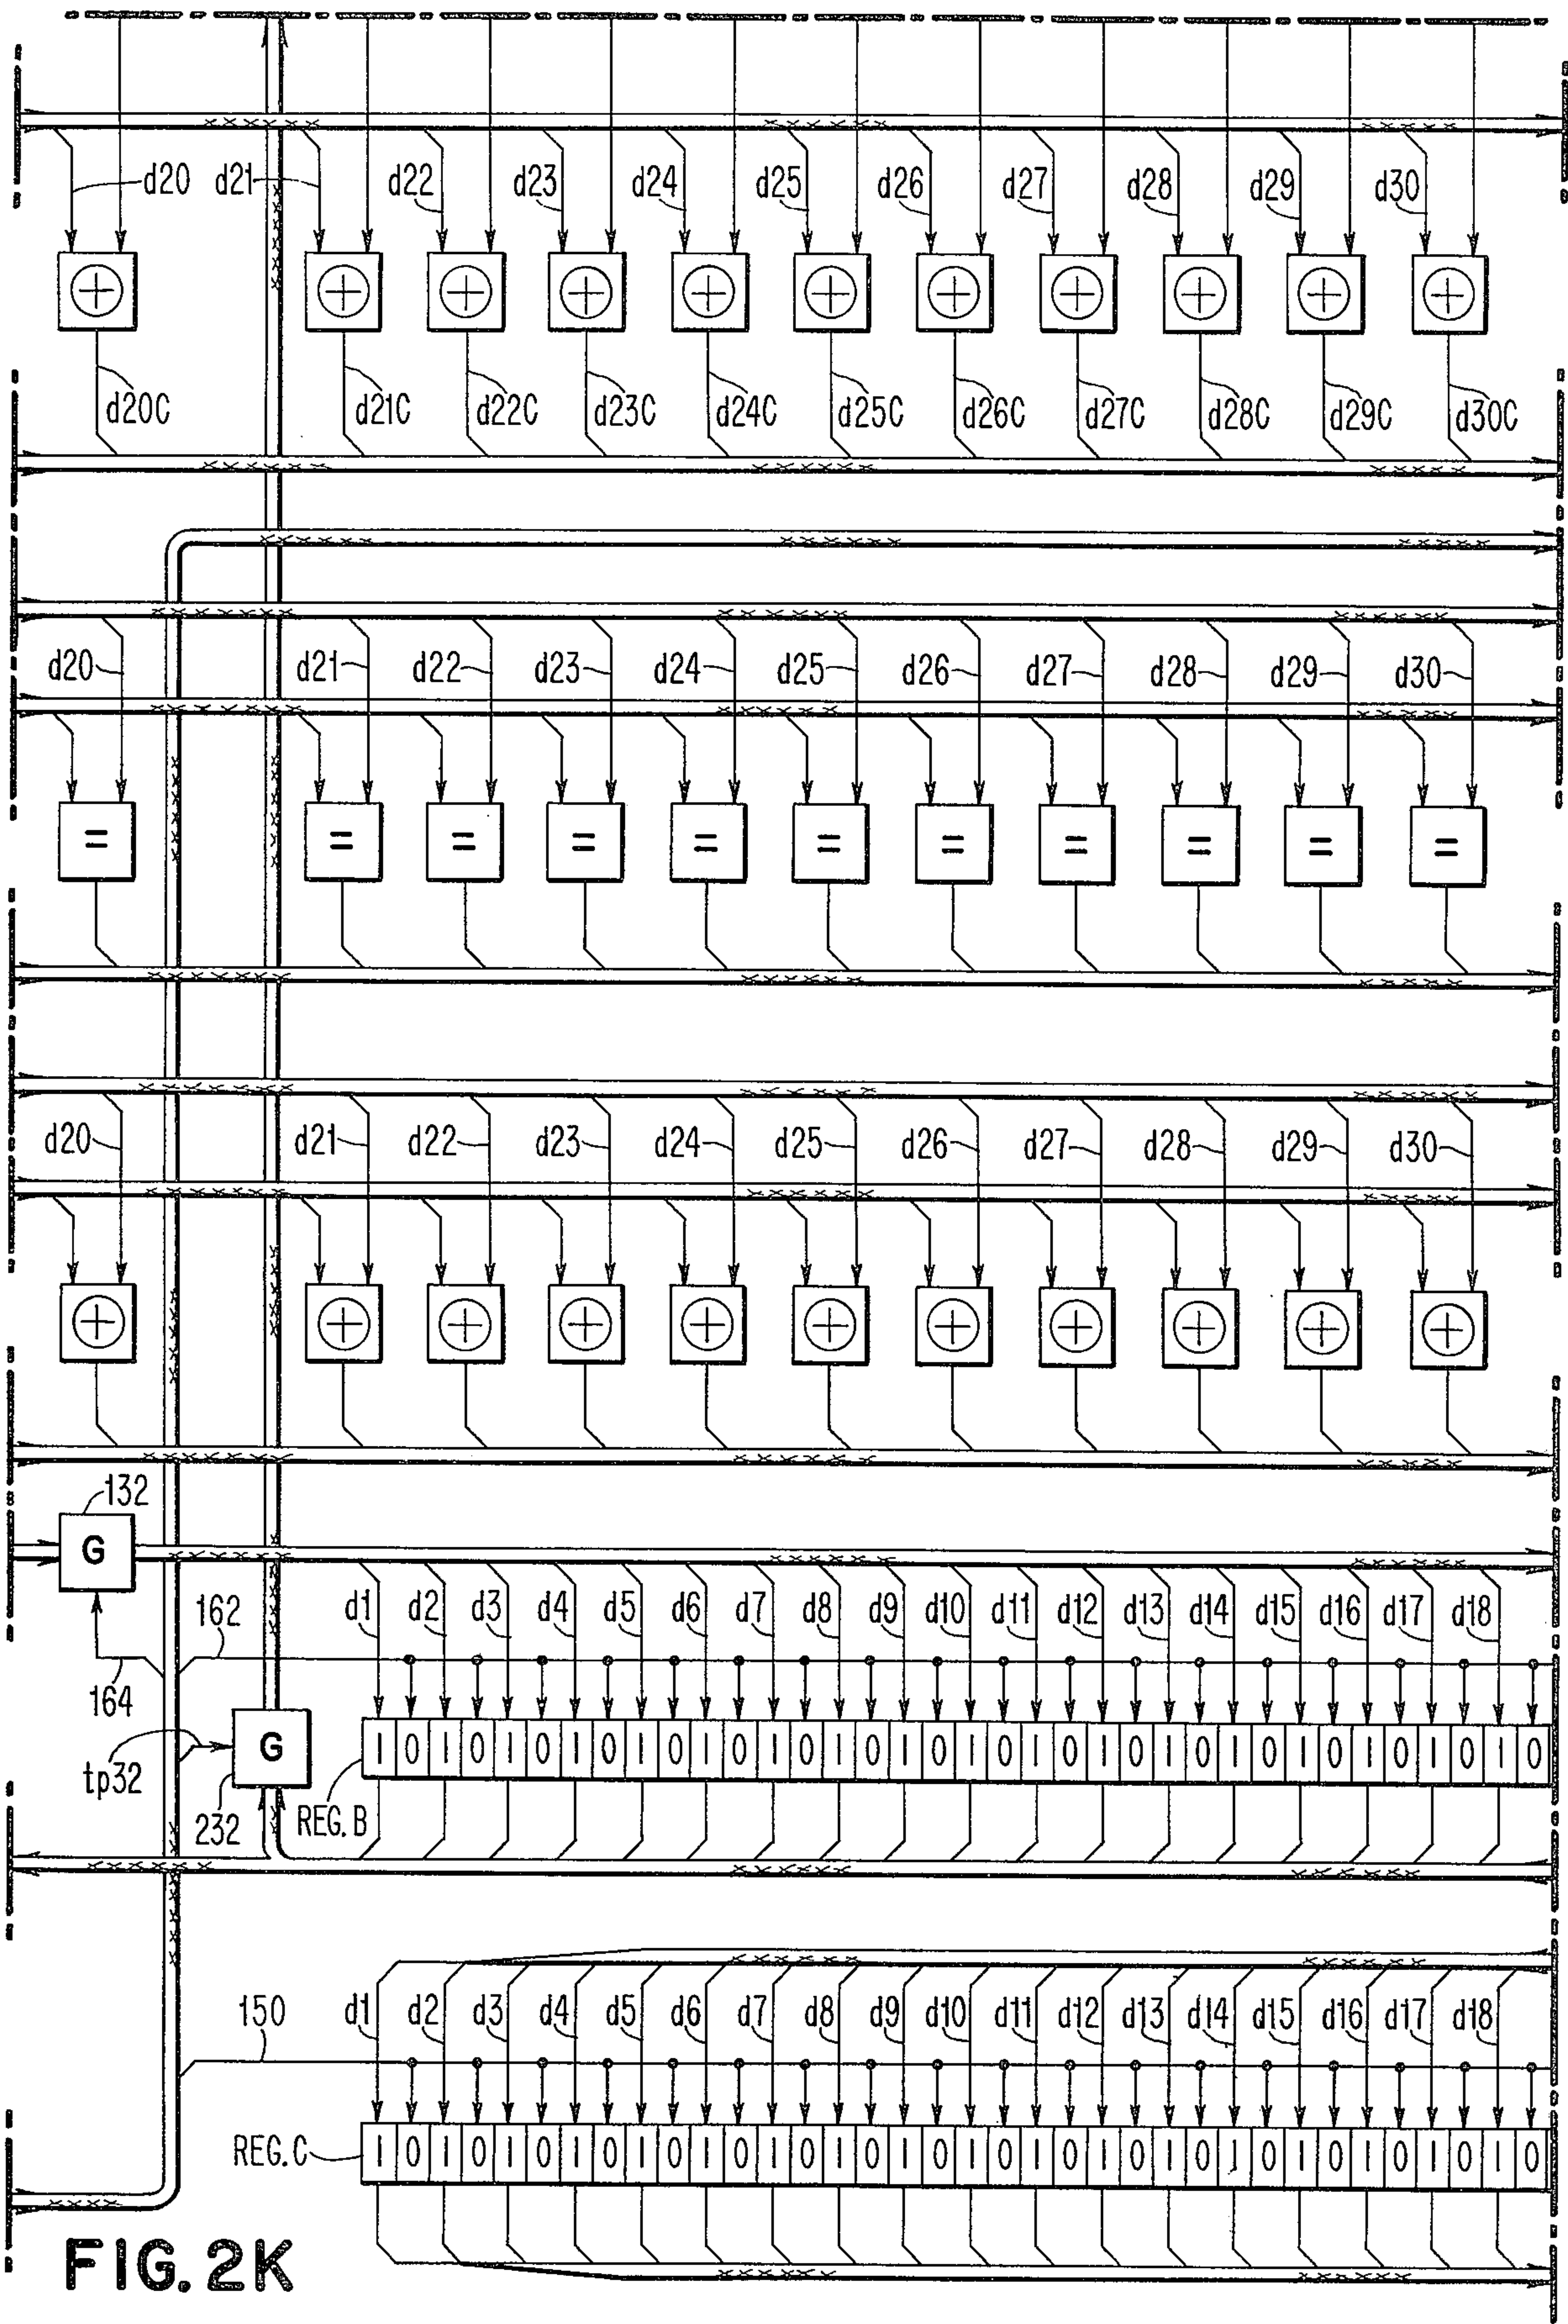 d20 d21 d22 d23 d24 d25 d26 d27 d28 d29 d30
d20C d21C d22C d23C d24C d25C d26C d27C d28C d29C d30C
d20 d21 d22 d23 d24 d25 d26 d27 d28 d29 d30
= = = = = = = = = = =
d20 d21 d22 d23 d24 d25 d26 d27 d28 d29 d30
132
G
162 d1 d2 d3 d4 d5 d6 d7 d8 d9 d10 d11 d12 d13 d14 d15 d16 d17 d18
164
G 1 0 1 0 1 0 1 0 1 0 1 0 1 0 1 0 1 0 1 0 1 0 1 0 1 0 1 0 1 0 1 0 1 0 1 0
tp32
232 REG. B
150 d1 d2 d3 d4 d5 d6 d7 d8 d9 d10 d11 d12 d13 d14 d15 d16 d17 d18
REG. C 1 0 1 0 1 0 1 0 1 0 1 0 1 0 1 0 1 0 1 0 1 0 1 0 1 0 1 0 1 0 1 0 1 0 1 0
FIG. 2K